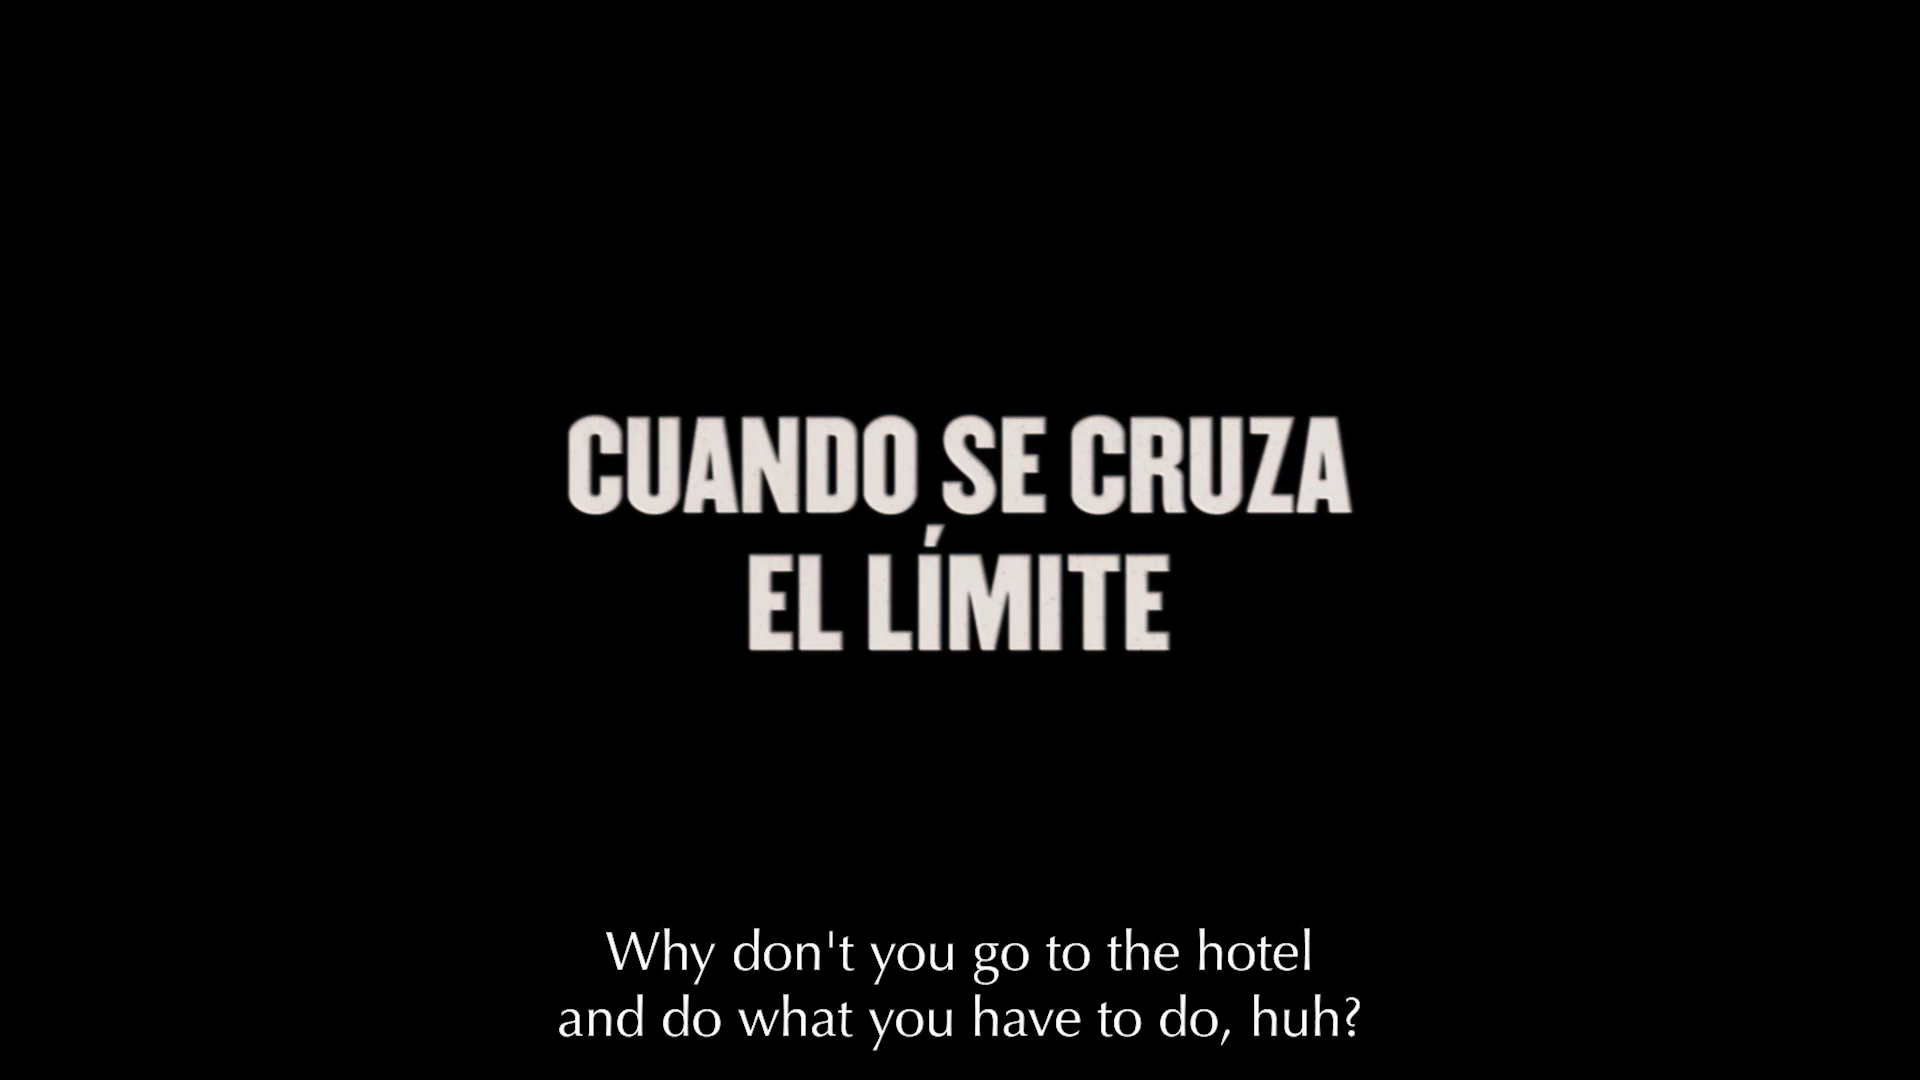 CUANDO SE CRUZA
EL LÍMITE
Why don't you go to the hotel
and do what you have to do, huh?